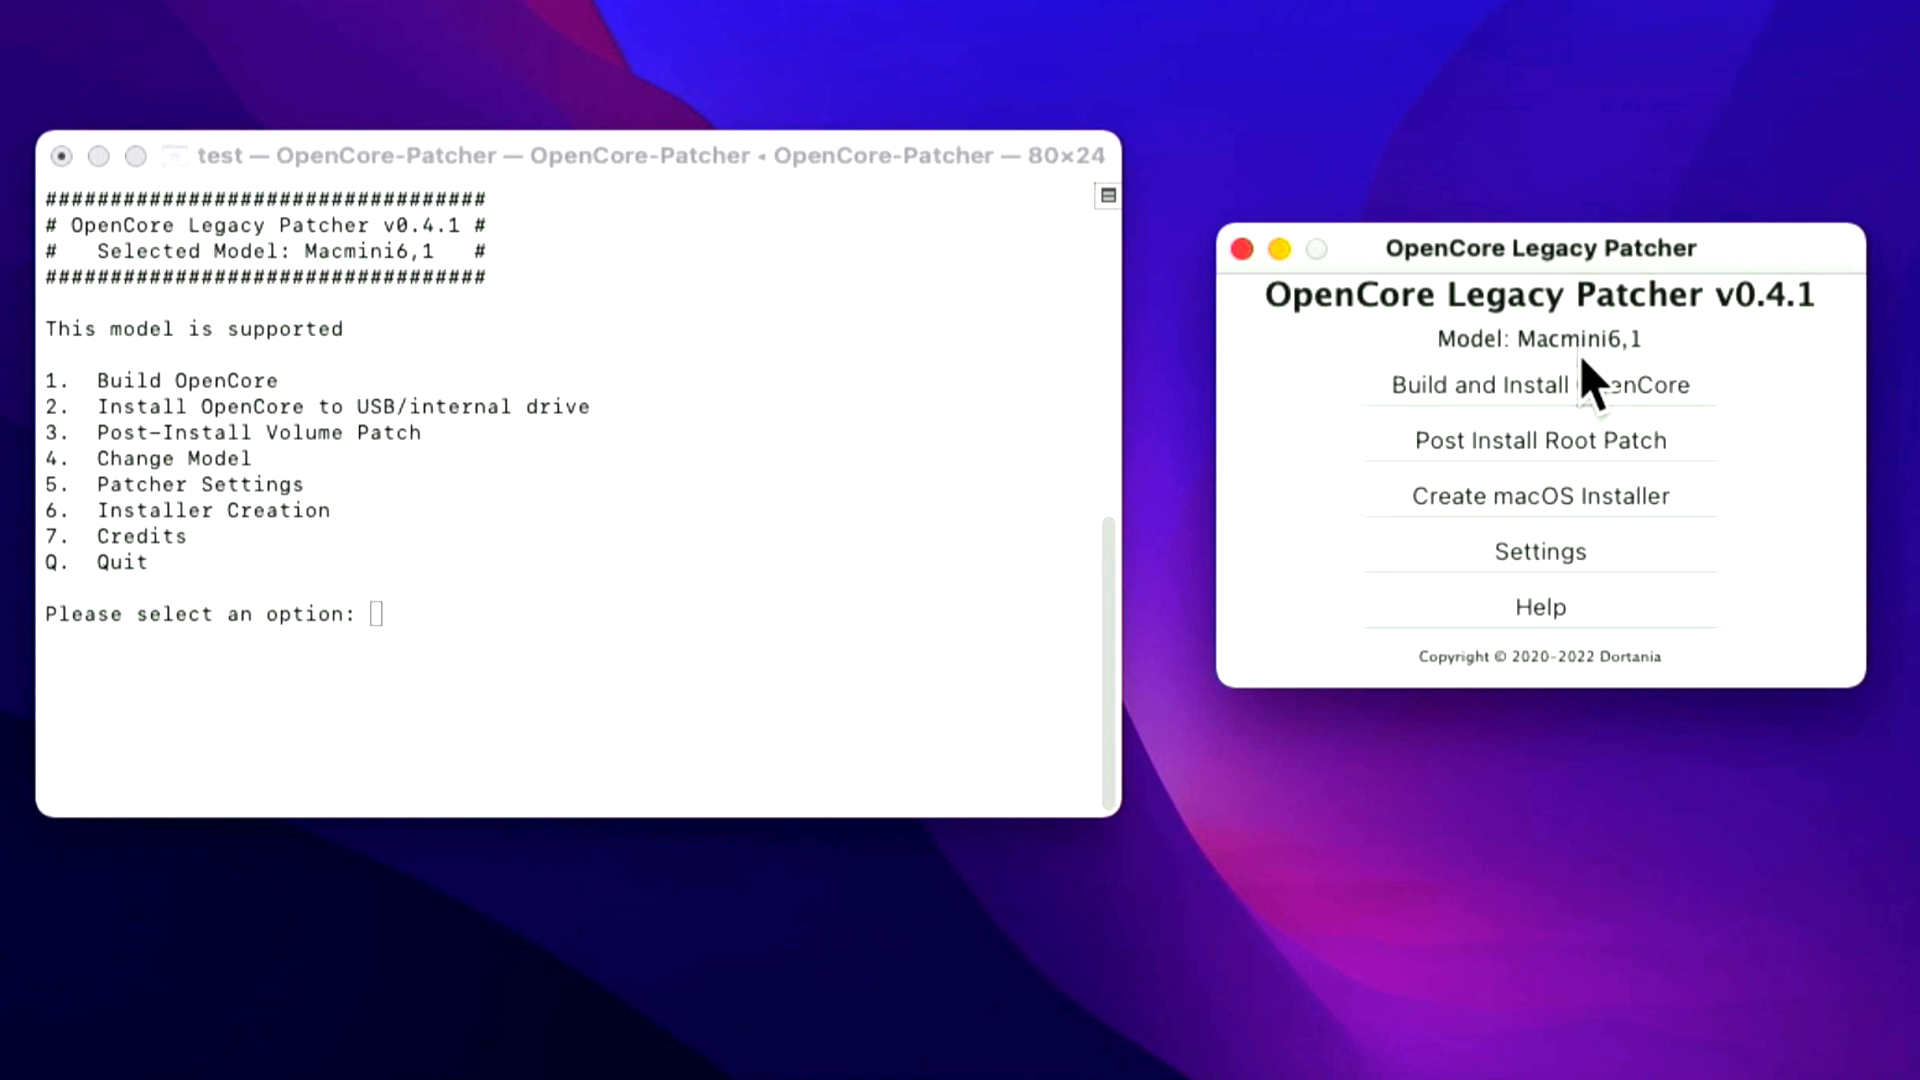 test — OpenCore-Patcher — OpenCore-Patcher ◂ OpenCore-Patcher — 80×24
##################################
# OpenCore Legacy Patcher v0.4.1 #
#   Selected Model: Macmini6,1   #
##################################
This model is supported
1.  Build OpenCore
2.  Install OpenCore to USB/internal drive
3.  Post-Install Volume Patch
4.  Change Model
5.  Patcher Settings
6.  Installer Creation
7.  Credits
Q.  Quit
Please select an option:
OpenCore Legacy Patcher
OpenCore Legacy Patcher v0.4.1
Model: Macmini6,1
Build and Install OpenCore
Post Install Root Patch
Create macOS Installer
Settings
Help
Copyright © 2020-2022 Dortania